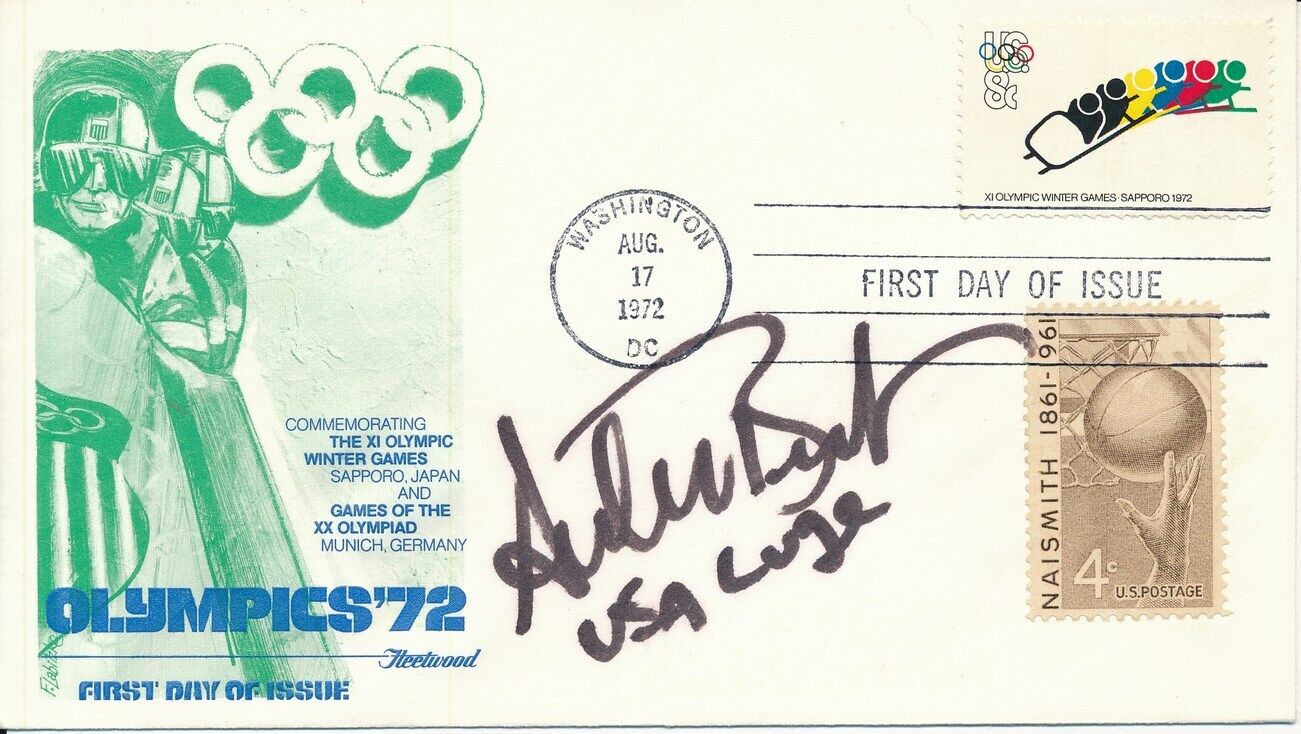 U.S.
8c
XI OLYMPIC WINTER GAMES · SAPPORO 1972
WASHINGTON
AUG.
17
1972
DC
FIRST DAY OF ISSUE
NAISMITH 1861-1961
4c
U.S. POSTAGE
COMMEMORATING
THE XI OLYMPIC
WINTER GAMES
SAPPORO, JAPAN
AND
GAMES OF THE
XX OLYMPIAD
MUNICH, GERMANY
USA Luge
OLYMPICS '72
Fleetwood
FIRST DAY OF ISSUE